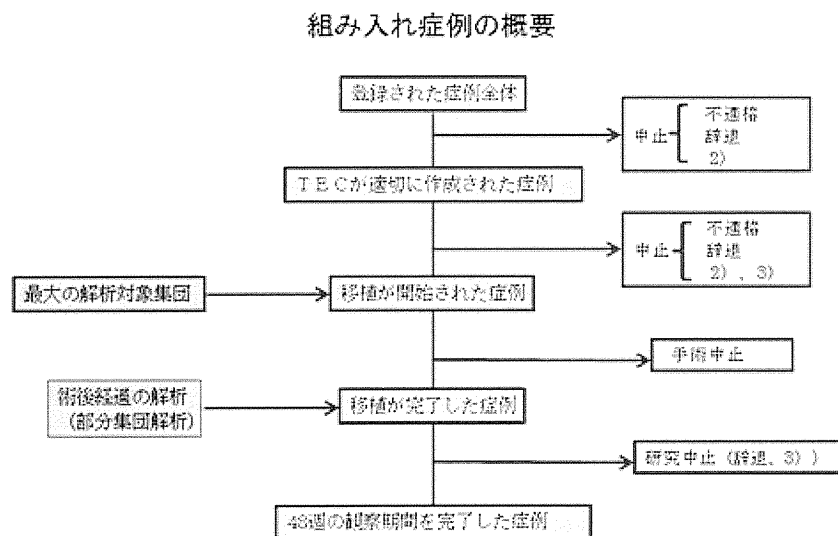 組み入れ症例の概要
登録された症例全体
中止
不適格
辞退
2)
TECが適切に作成された症例
中止
不適格
辞退
2)、3)
最大の解析対象集団
移植が開始された症例
手術中止
術後経過の解析
(部分集団解析)
移植が完了した症例
研究中止(辞退、3))
48週の観察期間を完了した症例